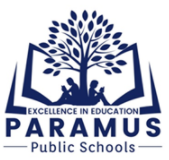 EXCELLENCE IN EDUCATION
PARAMUS
Public Schools